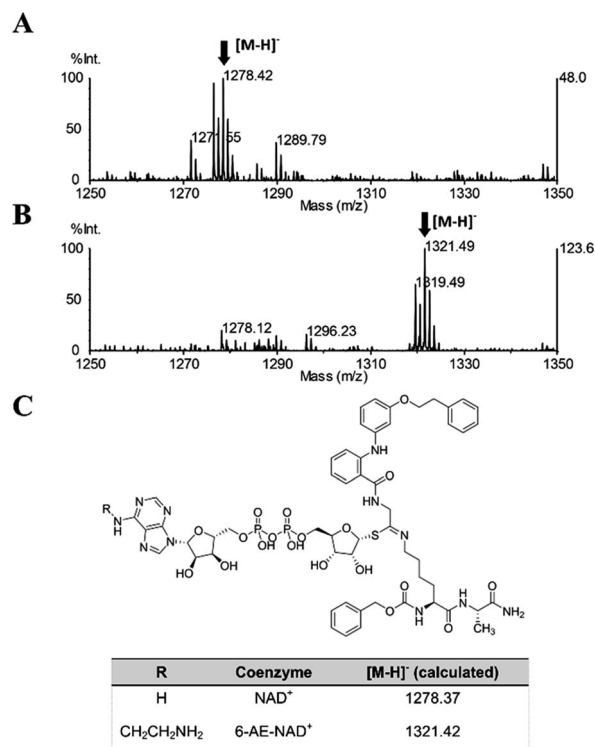 A
[M-H]-
%Int.
100
50
0
1278.42
1289.79
48.0
1250 1270 1290 1310 1330 1350
Mass (m/z)
B
[M-H]-
%Int.
100
50
0
1321.49
1319.49
1278.12
1296.23
123.6
1250 1270 1290 1310 1330 1350
Mass (m/z)
C
O
NH
O
HN
R
HN
N
N
N
N
O
O
P
O
OH
O
P
O
OH
O
O
S
N
HO
OH
HO
OH
O
O
N
H
O
H
N
O
CH3
NH2
R Coenzyme [M-H]- (calculated)
H NAD+ 1278.37
CH2CH2NH2 6-AE-NAD+ 1321.42